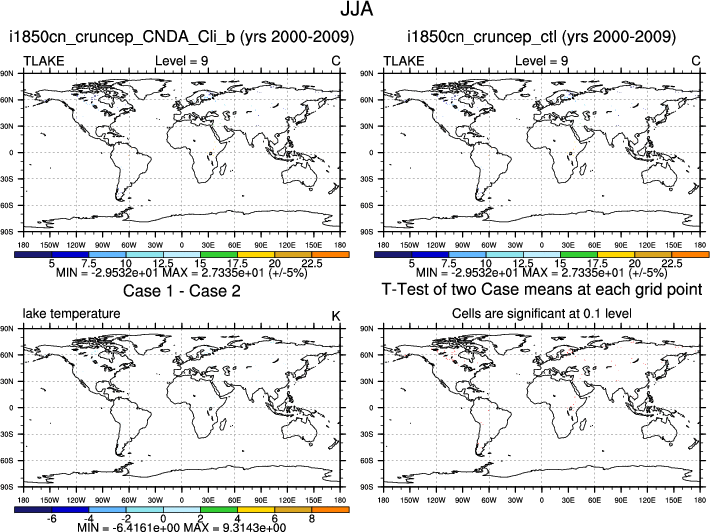 JJA
i1850cn_cruncep_CNDA_Cli_b (yrs 2000-2009)
i1850cn_cruncep_ctl (yrs 2000-2009)
TLAKE Level = 9 C
TLAKE Level = 9 C
90N
60N
30N
0
30S
60S
90S
180 150W 120W 90W 60W 30W 0 30E 60E 90E 120E 150E 180
90N
60N
30N
0
30S
60S
90S
180 150W 120W 90W 60W 30W 0 30E 60E 90E 120E 150E 180
5 7.5 10 12.5 15 17.5 20 22.5
MIN = -2.9532e+01 MAX = 2.7335e+01 (+/-5%)
5 7.5 10 12.5 15 17.5 20 22.5
MIN = -2.9532e+01 MAX = 2.7335e+01 (+/-5%)
Case 1 - Case 2
T-Test of two Case means at each grid point
lake temperature K
Cells are significant at 0.1 level
90N
60N
30N
0
30S
60S
90S
180 150W 120W 90W 60W 30W 0 30E 60E 90E 120E 150E 180
90N
60N
30N
0
30S
60S
90S
180 150W 120W 90W 60W 30W 0 30E 60E 90E 120E 150E 180
-6 -4 -2 0 2 4 6 8
MIN = -6.4161e+00 MAX = 9.3143e+00